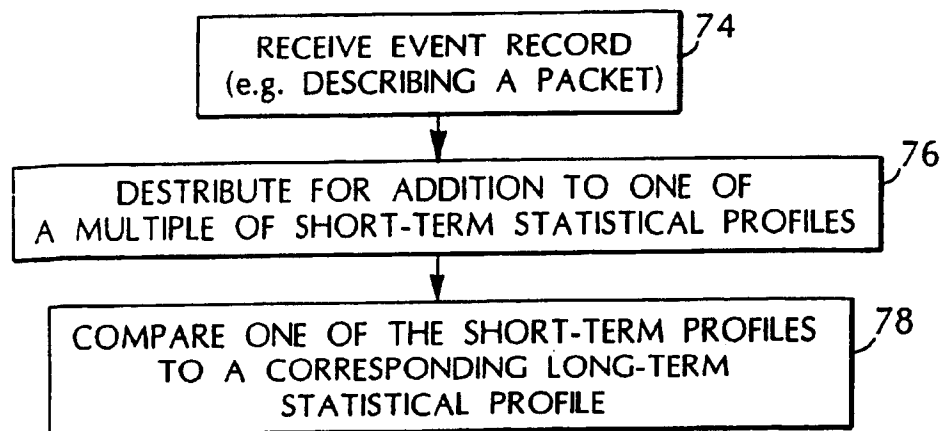 RECEIVE EVENT RECORD
(e.g. DESCRIBING A PACKET)
74
DESTRIBUTE FOR ADDITION TO ONE OF
A MULTIPLE OF SHORT-TERM STATISTICAL PROFILES
76
COMPARE ONE OF THE SHORT-TERM PROFILES
TO A CORRESPONDING LONG-TERM
STATISTICAL PROFILE
78